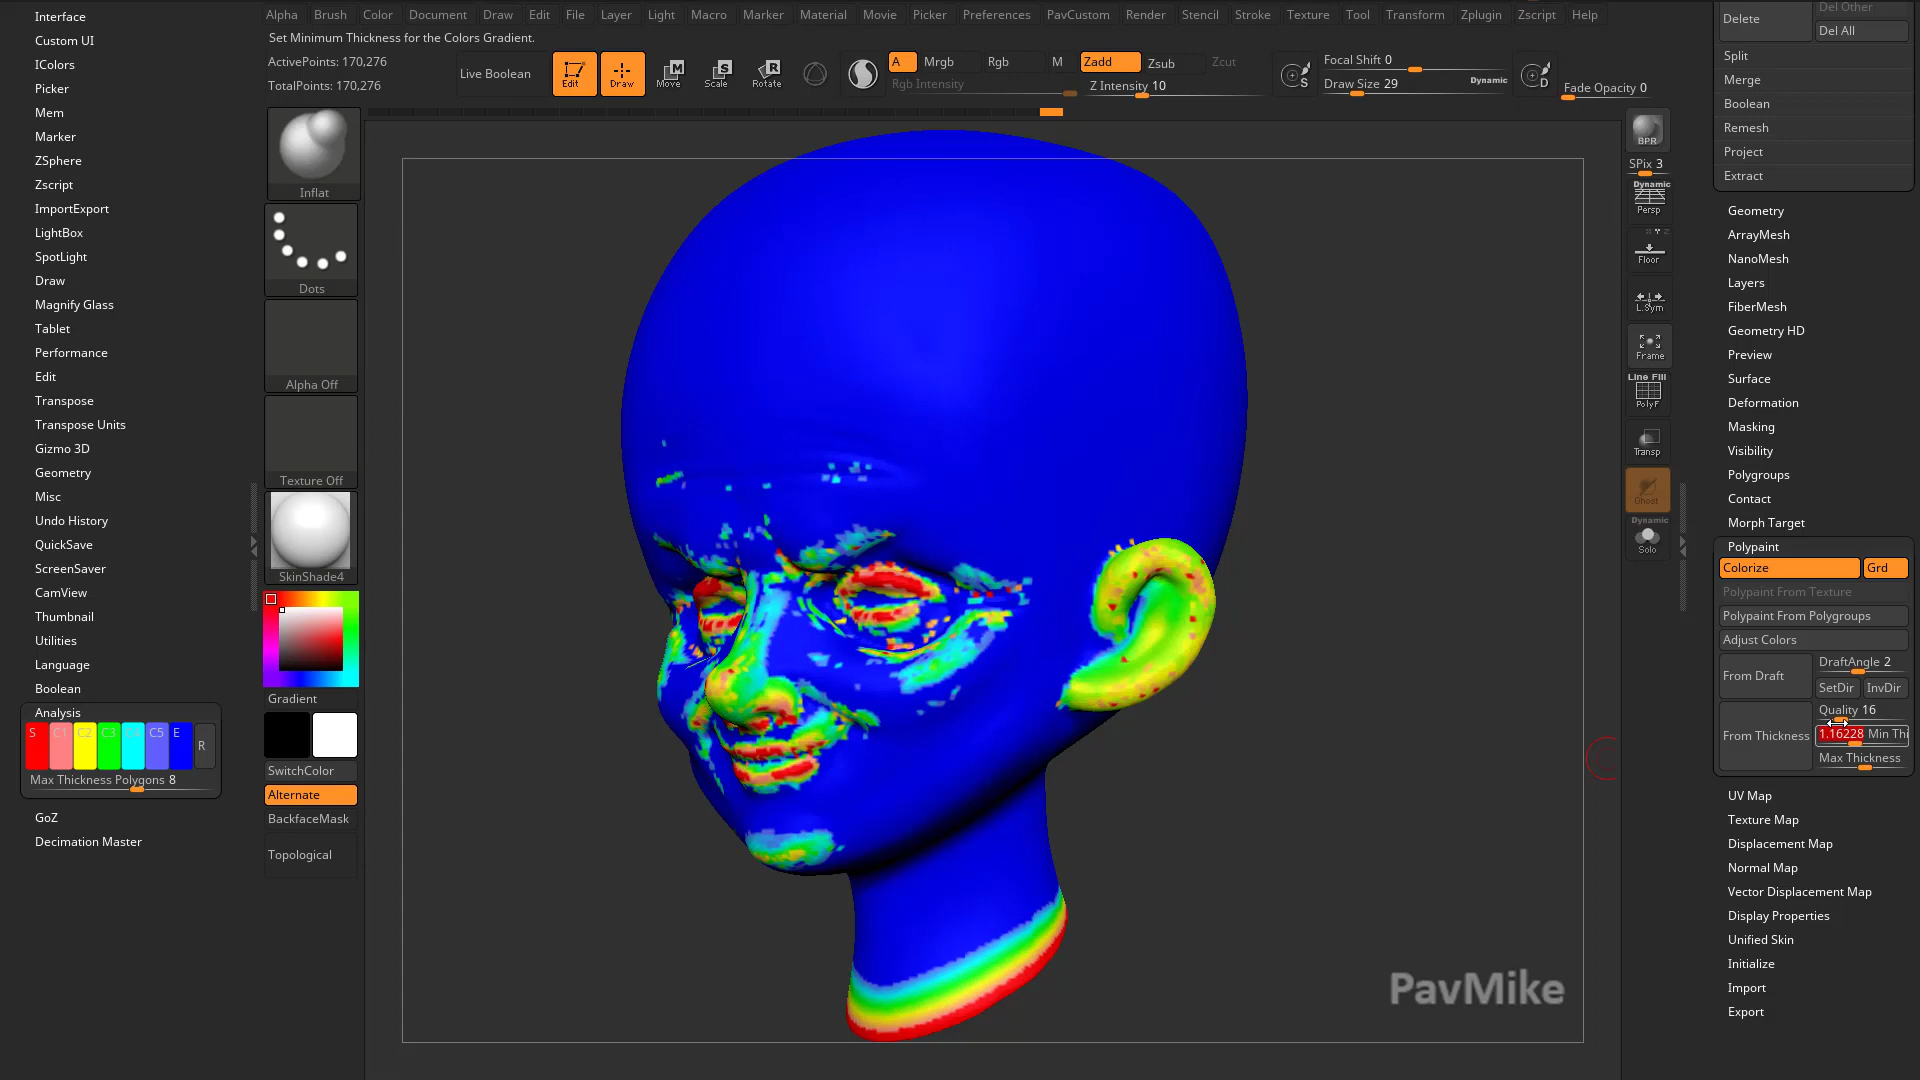 Alpha Brush Color Document Draw Edit File Layer Light Macro Marker Material Movie Picker Preferences PavCustom Render Stencil Stroke Texture Tool Transform Zplugin Zscript Help
Set Minimum Thickness for the Colors Gradient.
ActivePoints: 170,276
TotalPoints: 170,276
Live Boolean
Edit
Draw
Move
Scale
Rotate
A
Mrgb
Rgb
M
Zadd
Zsub
Zcut
Rgb Intensity
Z Intensity 10
Focal Shift 0
Draw Size 29
Dynamic
Fade Opacity 0
Interface
Custom UI
IColors
Picker
Mem
Marker
ZSphere
Zscript
ImportExport
LightBox
SpotLight
Draw
Magnify Glass
Tablet
Performance
Edit
Transpose
Transpose Units
Gizmo 3D
Geometry
Misc
Undo History
QuickSave
ScreenSaver
CamView
Thumbnail
Utilities
Language
Boolean
Analysis
S C1 C2 C3 C4 C5 E R
Max Thickness Polygons 8
GoZ
Decimation Master
Inflat
Dots
Alpha Off
Texture Off
SkinShade4
Gradient
SwitchColor
Alternate
BackfaceMask
Topological
PavMike
BPR
SPix 3
Dynamic
Persp
Floor
L.Sym
Frame
Line Fill
PolyF
Transp
Ghost
Dynamic
Solo
Delete
Del Other
Del All
Split
Merge
Boolean
Remesh
Project
Extract
Geometry
ArrayMesh
NanoMesh
Layers
FiberMesh
Geometry HD
Preview
Surface
Deformation
Masking
Visibility
Polygroups
Contact
Morph Target
Polypaint
Colorize
Grd
Polypaint From Texture
Polypaint From Polygroups
Adjust Colors
From Draft
DraftAngle 2
SetDir
InvDir
From Thickness
Quality 16
1.16228 Min Thi
Max Thickness
UV Map
Texture Map
Displacement Map
Normal Map
Vector Displacement Map
Display Properties
Unified Skin
Initialize
Import
Export